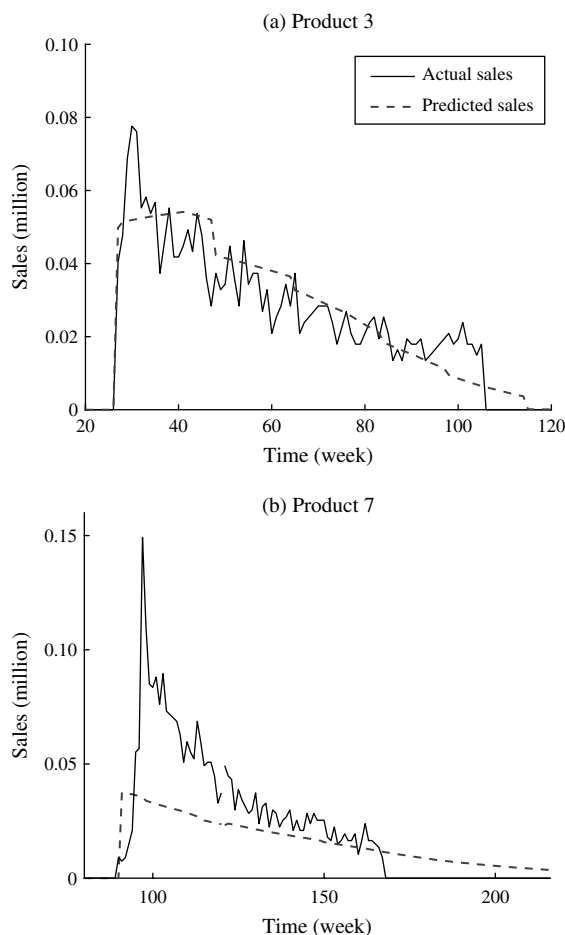 (a) Product 3
0.10
0.08
0.06
0.04
0.02
0
Sales (million)
Actual sales
Predicted sales
20 40 60 80 100 120
Time (week)
(b) Product 7
0.15
0.10
0.05
0
Sales (million)
100 150 200
Time (week)